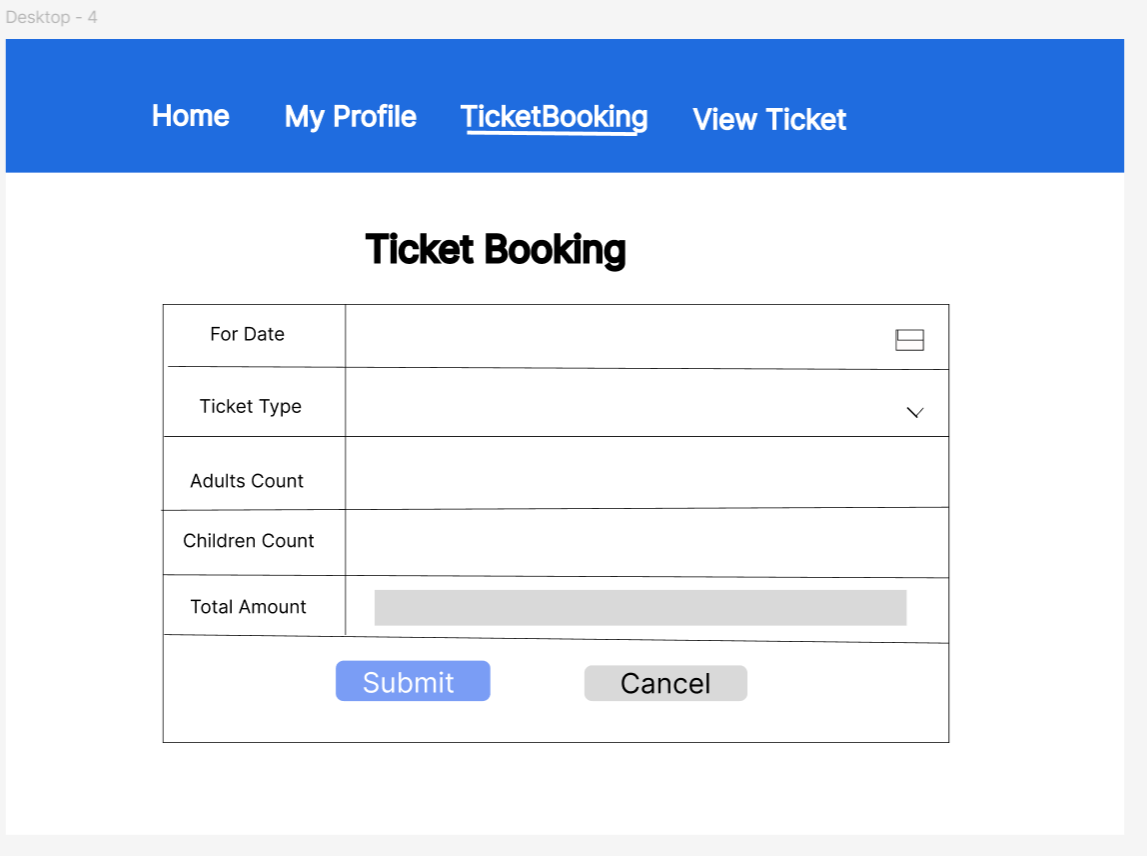 Desktop - 4
Home My Profile TicketBooking View Ticket
Ticket Booking
For Date
Ticket Type
Adults Count
Children Count
Total Amount
Submit Cancel